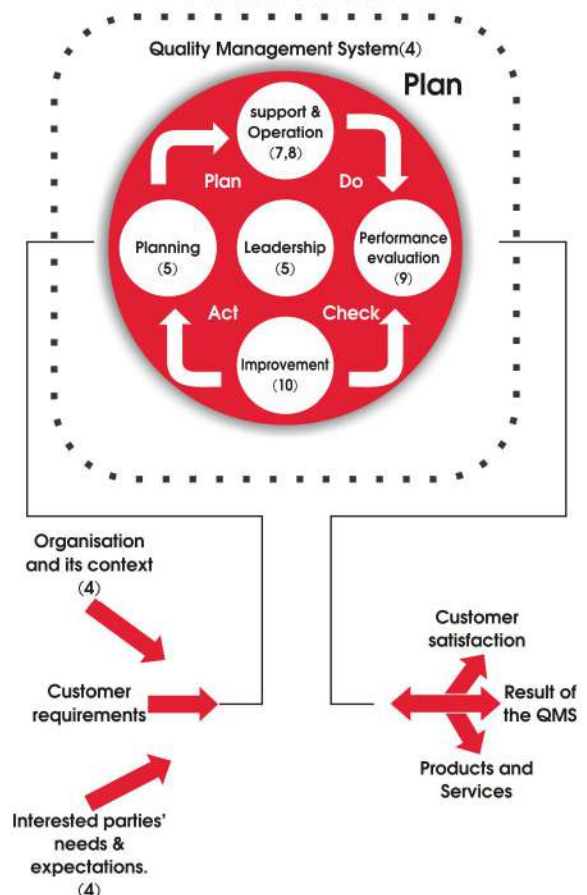 Quality Management System(4)
Plan
support &
Operation
(7,8)
Plan
Do
Planning
(5)
Leadership
(5)
Performance
evaluation
(9)
Act
Check
Improvement
(10)
Organisation
and its context
(4)
Customer
requirements
Interested parties'
needs &
expectations.
(4)
Customer
satisfaction
Result of
the QMS
Products and
Services